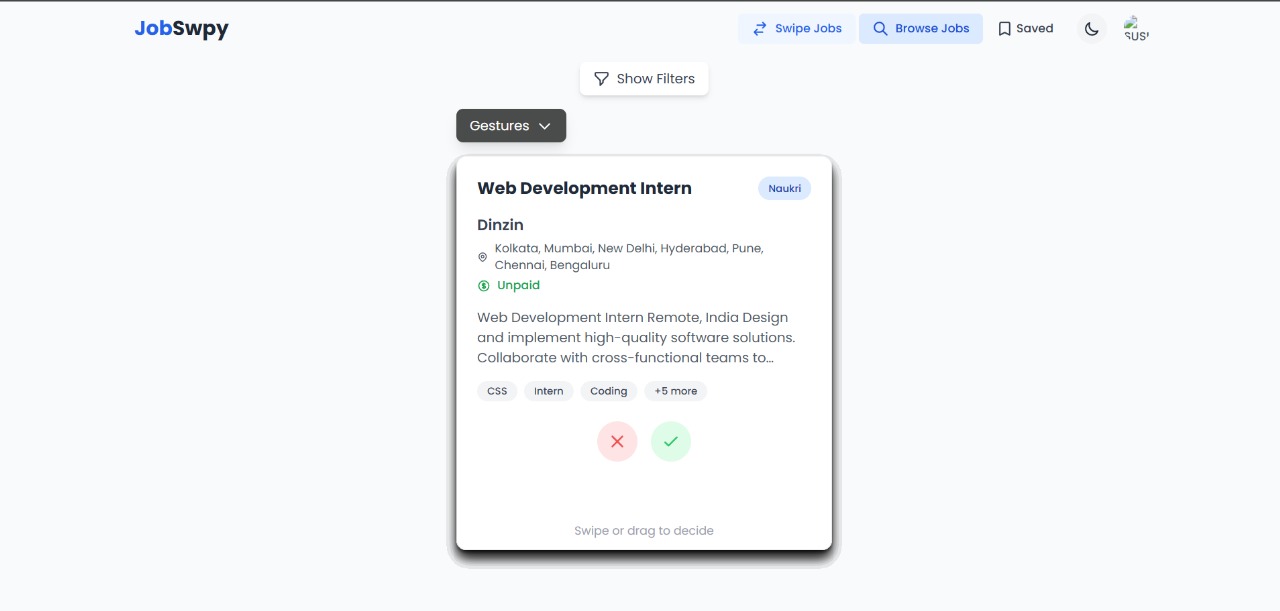 JobSwpy
Swipe Jobs
Browse Jobs
Saved
SUS
Show Filters
Gestures
Web Development Intern
Naukri
Dinzin
Kolkata, Mumbai, New Delhi, Hyderabad, Pune,
Chennai, Bengaluru
Unpaid
Web Development Intern Remote, India Design
and implement high-quality software solutions.
Collaborate with cross-functional teams to...
CSS
Intern
Coding
+5 more
Swipe or drag to decide